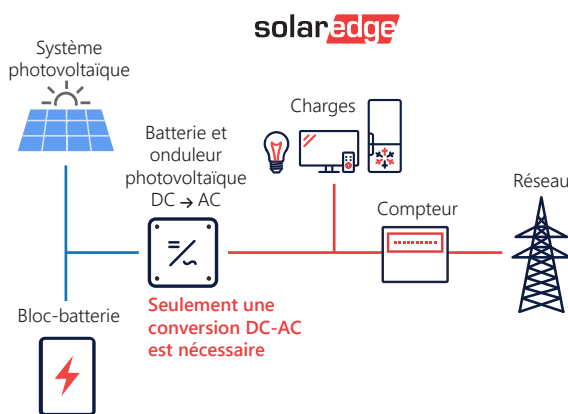 solaredge
Système
photovoltaïque
Charges
Batterie et
onduleur
photovoltaïque
DC → AC
Réseau
Compteur
Seulement une
conversion DC-AC
est nécessaire
Bloc-batterie